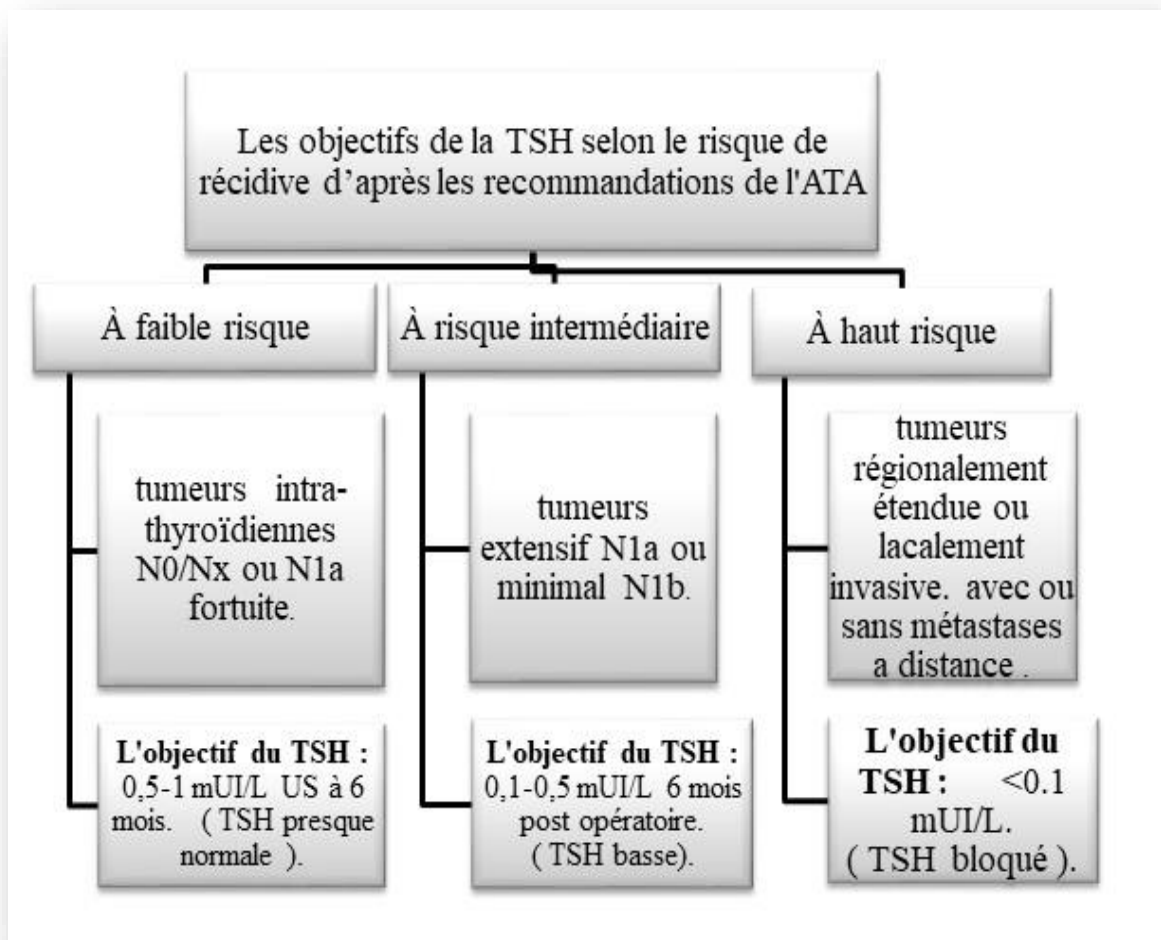 Les objectifs de la TSH selon le risque de
récidive d’après les recommandations de l'ATA
À faible risque
À risque intermédiaire
À haut risque
tumeurs intra-
thyroïdiennes
N0/Nx ou N1a
fortuite.
tumeurs
extensif N1a ou
minimal N1b.
tumeurs
régionalement
étendue ou
lacalement
invasive. avec ou
sans métastases
a distance .
L'objectif du TSH :
0,5-1 mUI/L US à 6
mois. ( TSH presque
normale ).
L'objectif du TSH :
0,1-0,5 mUI/L 6 mois
post opératoire.
( TSH basse).
L'objectif du
TSH : <0.1
mUI/L.
( TSH bloqué ).